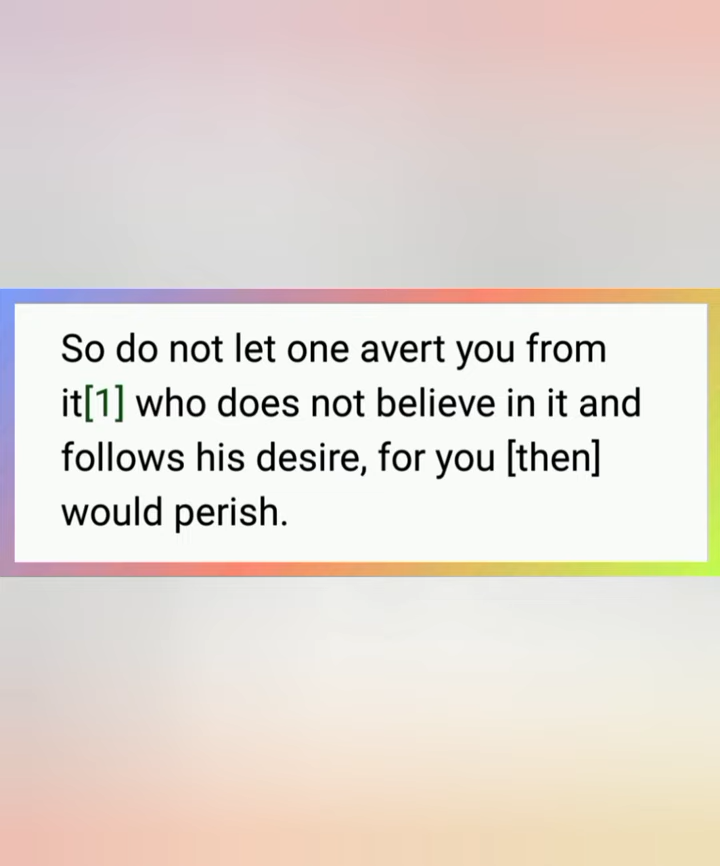 So do not let one avert you from
it[1] who does not believe in it and
follows his desire, for you [then]
would perish.